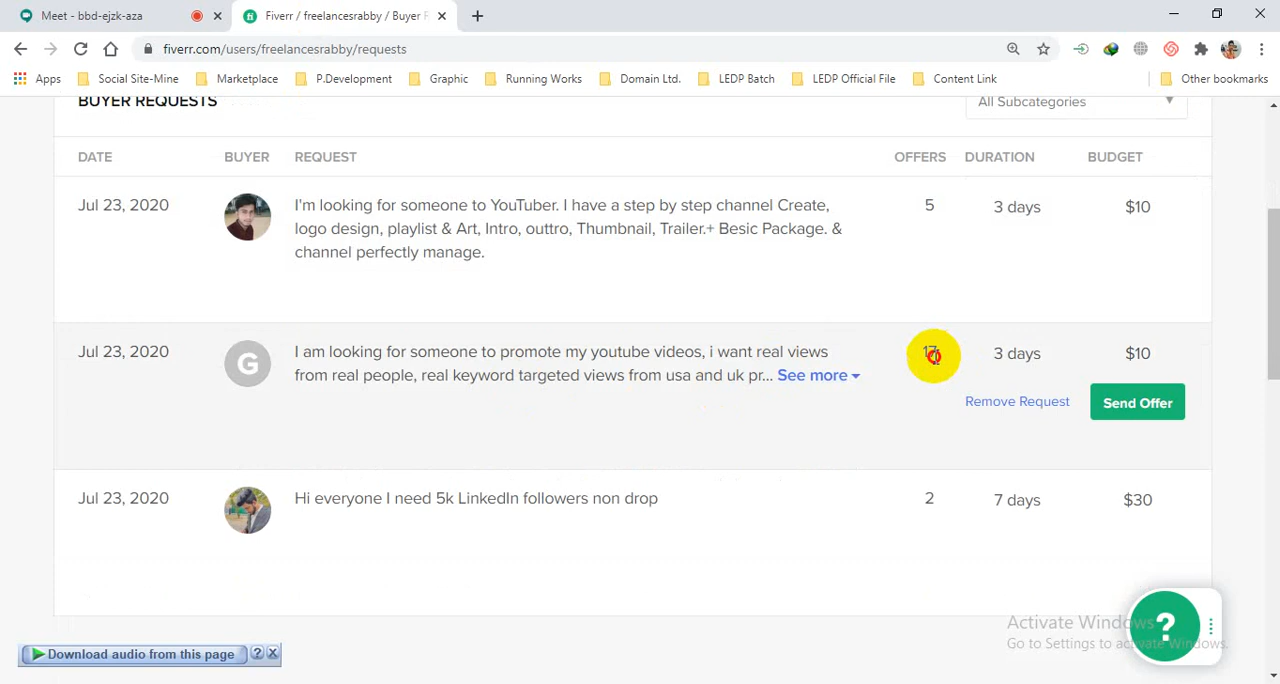 Meet - bbd-ejzk-aza
Fiverr / freelancesrabby / Buyer R
fiverr.com/users/freelancesrabby/requests
Apps
Social Site-Mine
Marketplace
P.Development
Graphic
Running Works
Domain Ltd.
LEDP Batch
LEDP Official File
Content Link
Other bookmarks
BUYER REQUESTS
All Subcategories
DATE BUYER REQUEST OFFERS DURATION BUDGET
Jul 23, 2020
I'm looking for someone to YouTuber. I have a step by step channel Create,
logo design, playlist & Art, Intro, outtro, Thumbnail, Trailer.+ Besic Package. &
channel perfectly manage.
5
3 days
$10
Jul 23, 2020
G
I am looking for someone to promote my youtube videos, i want real views
from real people, real keyword targeted views from usa and uk pr... See more
3 days
$10
Remove Request
Send Offer
Jul 23, 2020
Hi everyone I need 5k LinkedIn followers non drop
2
7 days
$30
?
Activate Windows
Go to Settings to activate Windows.
Download audio from this page
? X